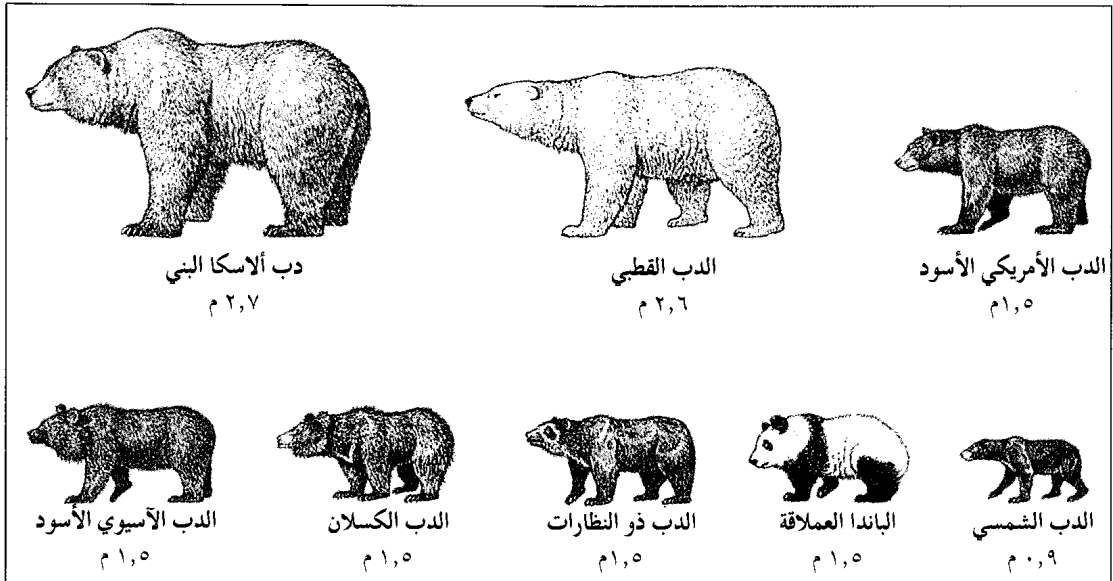 الدب الأمريكي الأسود
١,٥م
الدب القطبي
٢,٦ م
دب ألاسكا البني
٢,٧ م
الدب الشمسي
٠,٩ م
الباندا العملاقة
١,٥ م
الدب ذو النظارات
١,٥م
الدب الكسلان
١,٥ م
الدب الآسيوي الأسود
١,٥ م